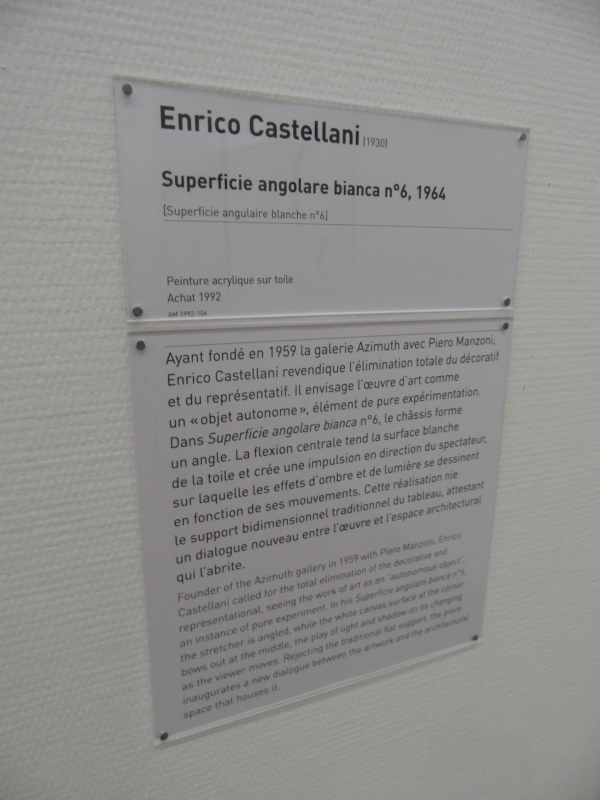 Enrico Castellani (1930)
Superficie angolare bianca n°6, 1964
[Superficie angulaire blanche n°6]
Peinture acrylique sur toile
Achat 1992
AM 1992-106
Ayant fondé en 1959 la galerie Azimuth avec Piero Manzoni,
Enrico Castellani revendique l'élimination totale du décoratif
et du représentatif. Il envisage l'œuvre d'art comme
un « objet autonome », élément de pure expérimentation.
Dans Superficie angolare bianca n°6, le châssis forme
un angle. La flexion centrale tend la surface blanche
de la toile et crée une impulsion en direction du spectateur,
sur laquelle les effets d'ombre et de lumière se dessinent
en fonction de ses mouvements. Cette réalisation nie
le support bidimensionnel traditionnel du tableau, attestant
un dialogue nouveau entre l'œuvre et l'espace architectural
qui l'abrite.
Founder of the Azimuth gallery in 1959 with Piero Manzoni, Enrico
Castellani called for the total elimination of the decorative and
representational, seeing the work of art as an "autonomous object",
an instance of pure experiment. In his Superficie angolare bianca n°6,
the stretcher is angled, while the white canvas surface at the corner
bows out at the middle, the play of light and shadow on its changing
as the viewer moves. Rejecting the traditional flat support, the piece
inaugurates a new dialogue between the artwork and the architectural
space that houses it.